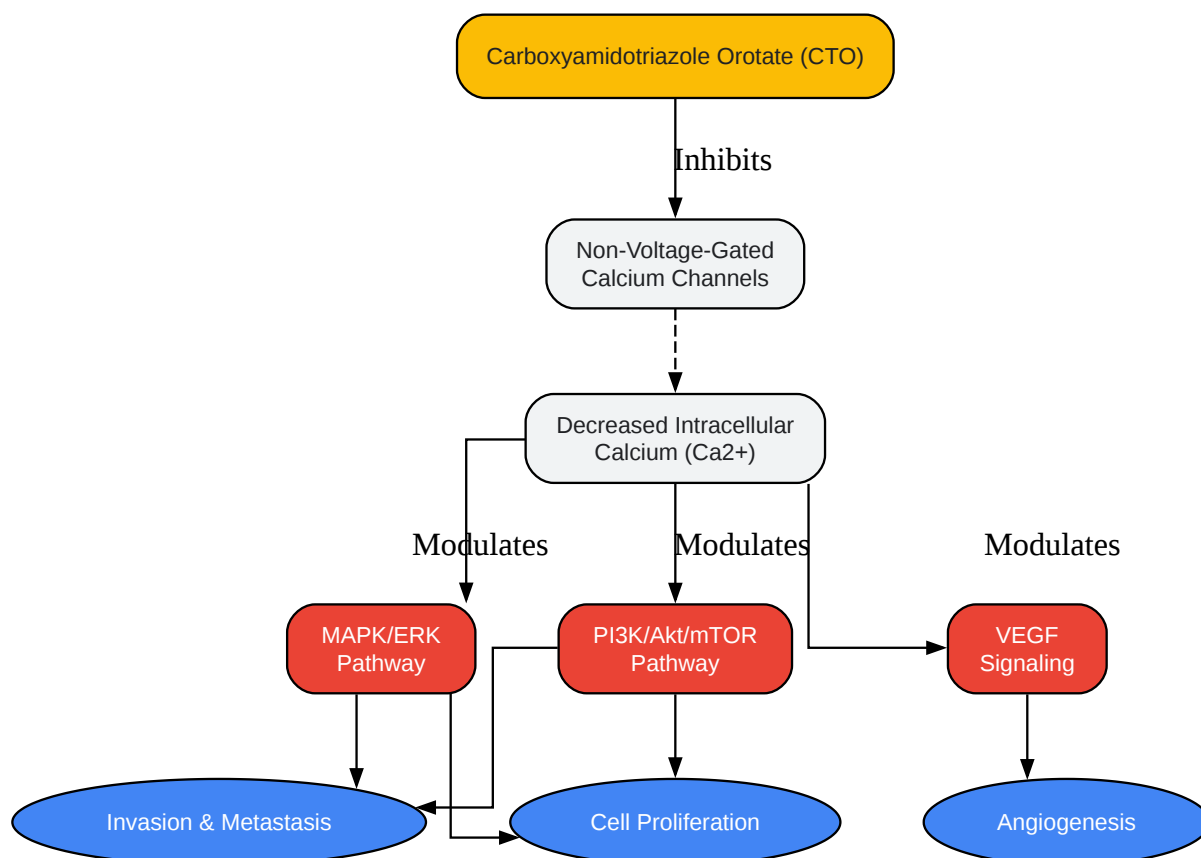 Carboxyamidotriazole Orotate (CTO)
Inhibits
Non-Voltage-Gated
Calcium Channels
Decreased Intracellular
Calcium (Ca2+)
Modulates
Modulates
Modulates
MAPK/ERK
Pathway
PI3K/Akt/mTOR
Pathway
VEGF
Signaling
Invasion & Metastasis
Cell Proliferation
Angiogenesis